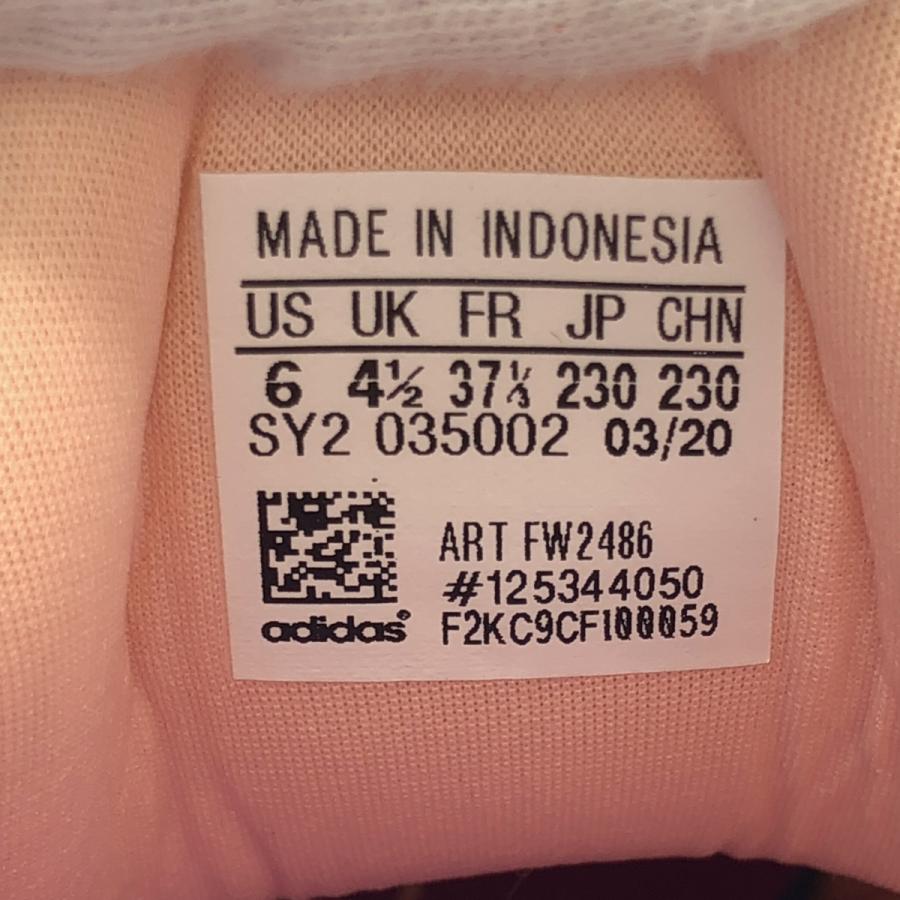 MADE IN INDONESIA
US UK FR JP CHN
6 4½ 37⅓ 230 230
SY2 035002 03/20
ART FW2486
#125344050
adidas® F2KC9CF100059